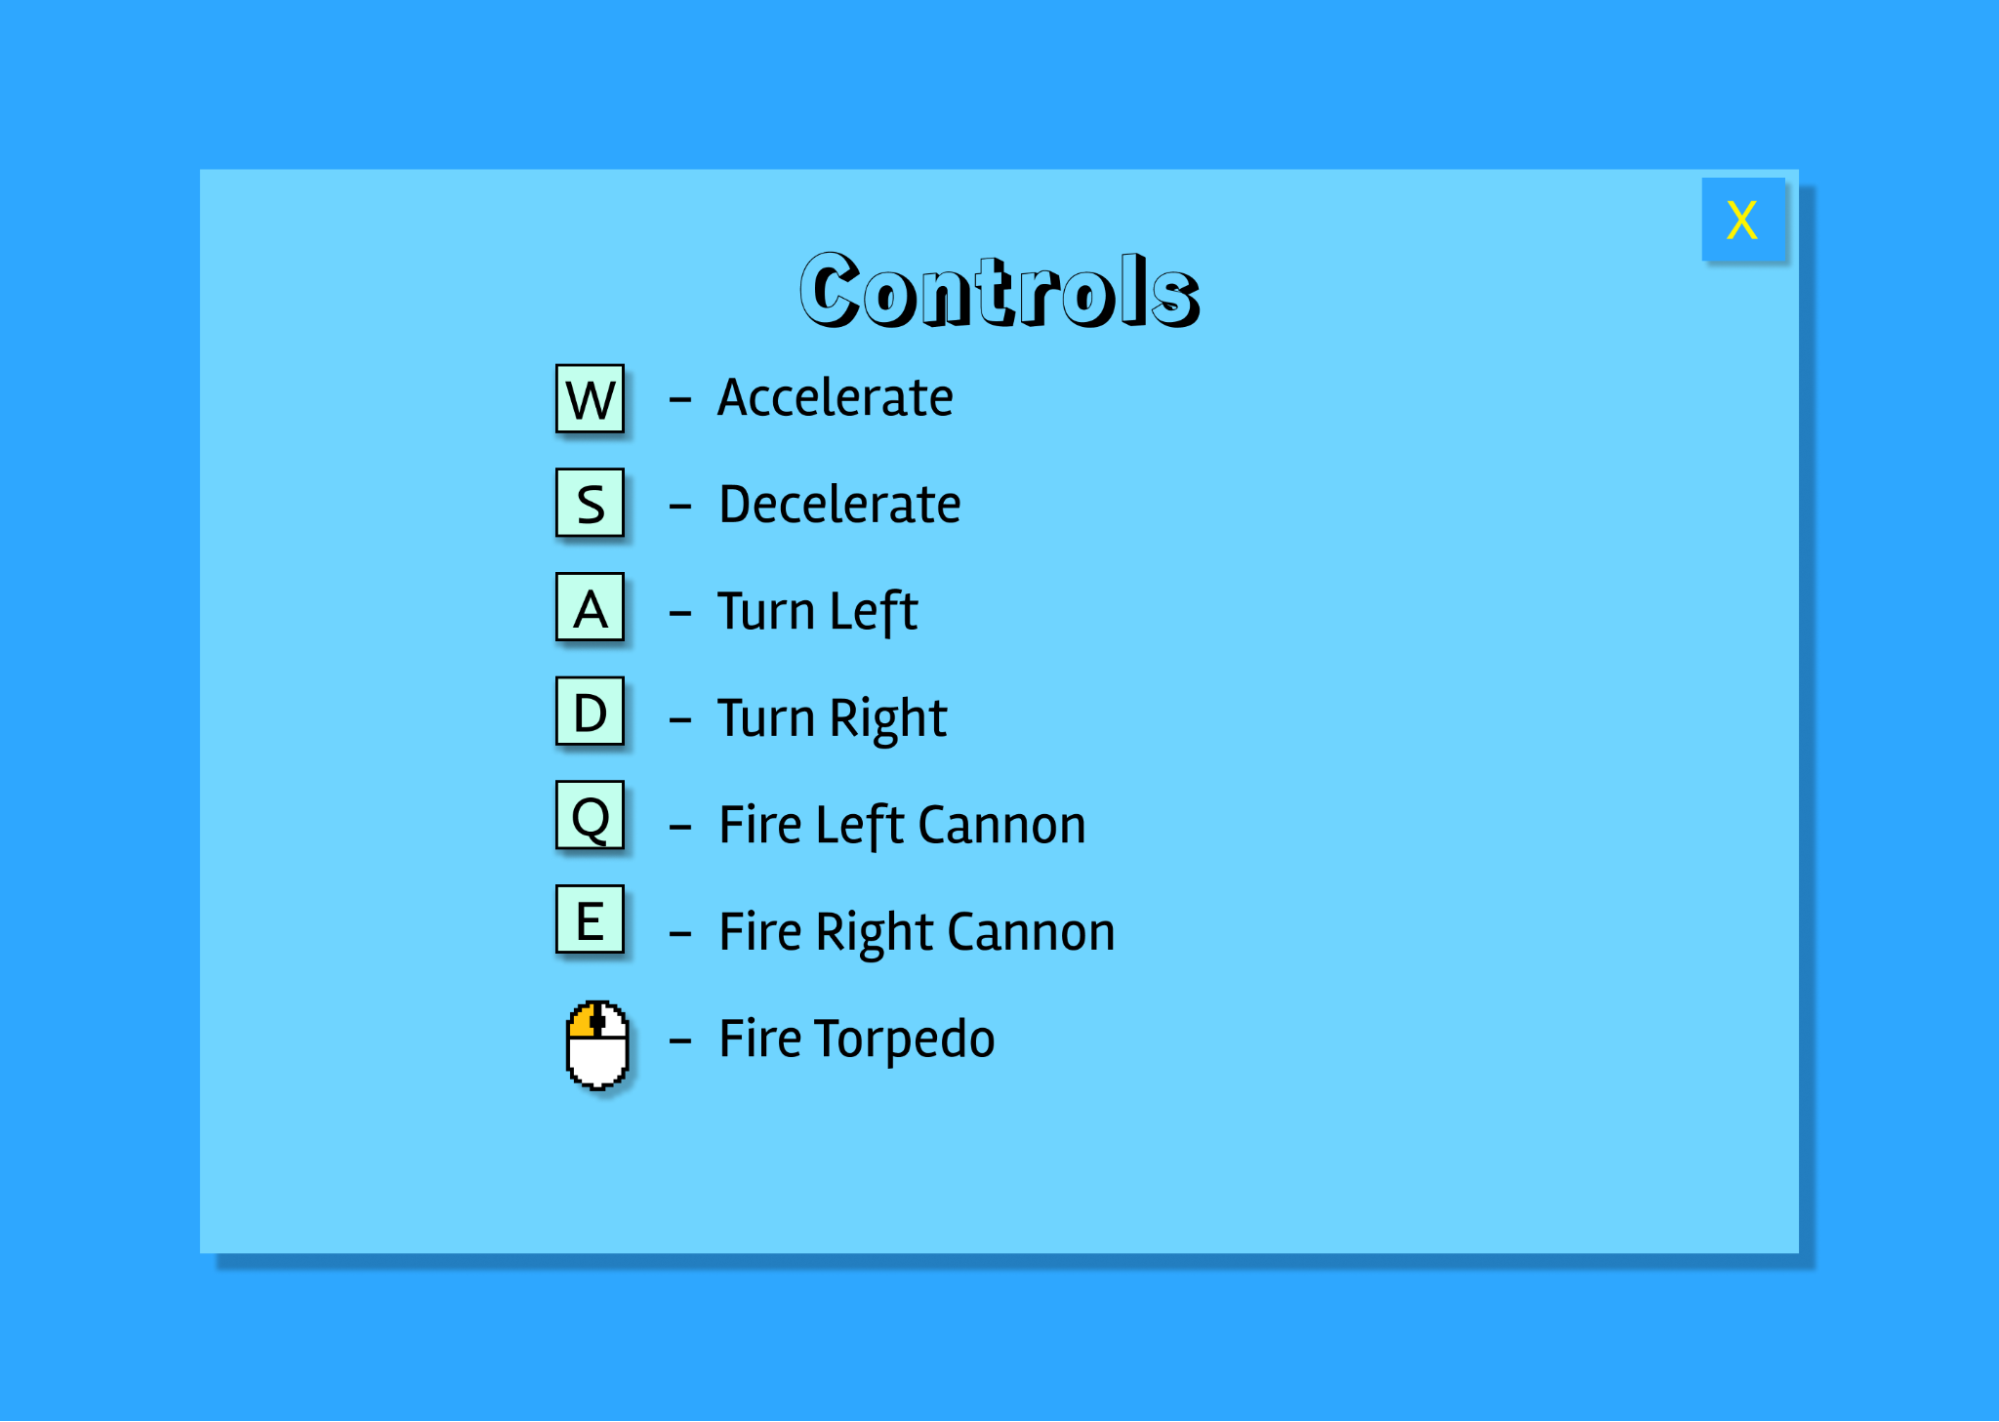 X
Controls
W – Accelerate
S – Decelerate
A – Turn Left
D – Turn Right
Q – Fire Left Cannon
E – Fire Right Cannon
– Fire Torpedo